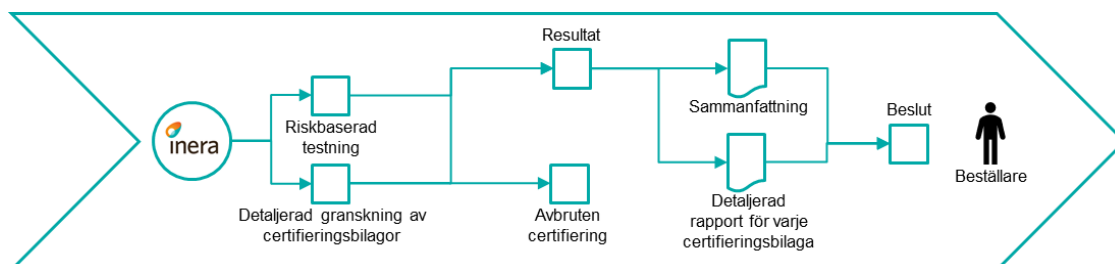 inera
Riskbaserad
testning
Detaljerad granskning av
certifieringsbilagor
Resultat
Avbruten
certifiering
Sammanfattning
Detaljerad
rapport för varje
certifieringsbilaga
Beslut
Beställare